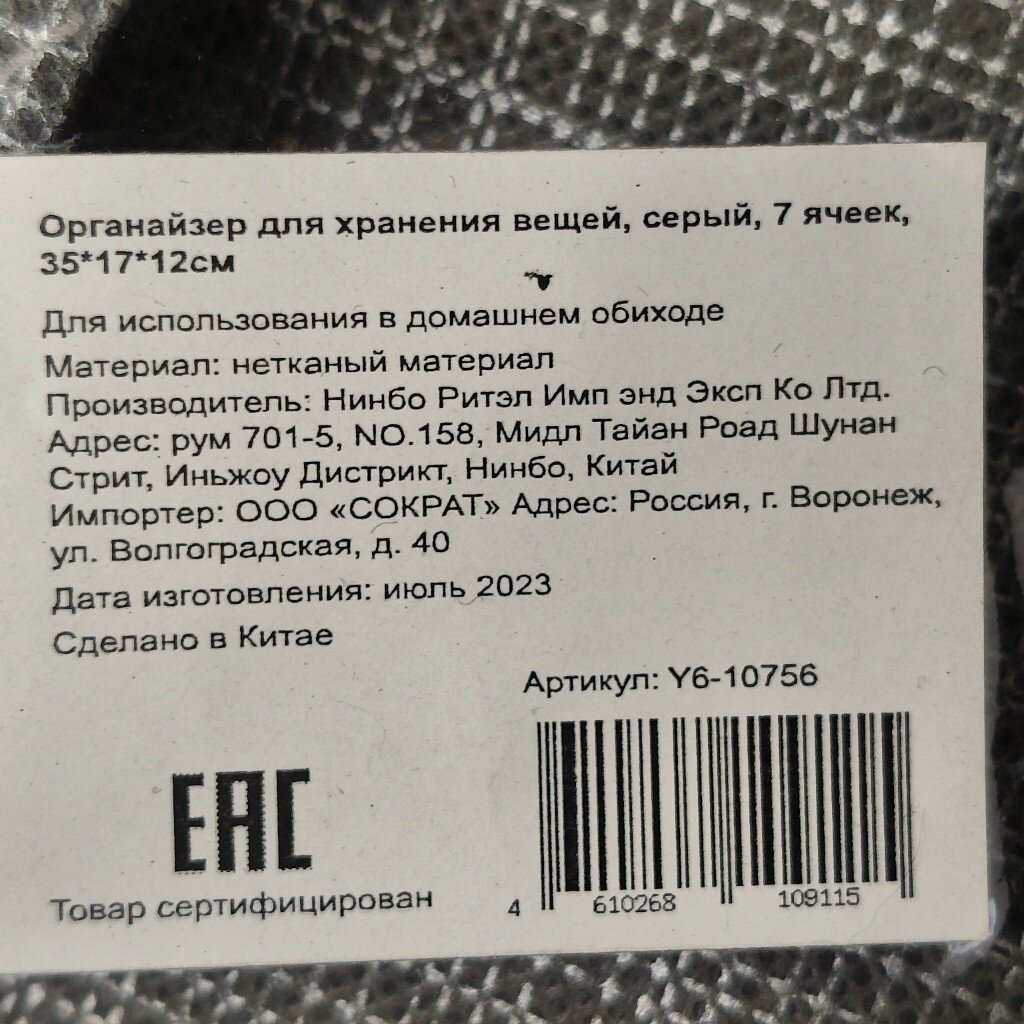 Органайзер для хранения вещей, серый, 7 ячеек,
35*17*12см
Для использования в домашнем обиходе
Материал: нетканый материал
Производитель: Нинбо Ритэл Имп энд Эксп Ко Лтд.
Адрес: рум 701-5, NO.158, Мидл Тайан Роад Шунан
Стрит, Иньжоу Дистрикт, Нинбо, Китай
Импортер: ООО «СОКРАТ» Адрес: Россия, г. Воронеж,
ул. Волгоградская, д. 40
Дата изготовления: июль 2023
Сделано в Китае
Артикул: Y6-10756
EAC
Товар сертифицирован
4 610268 109115